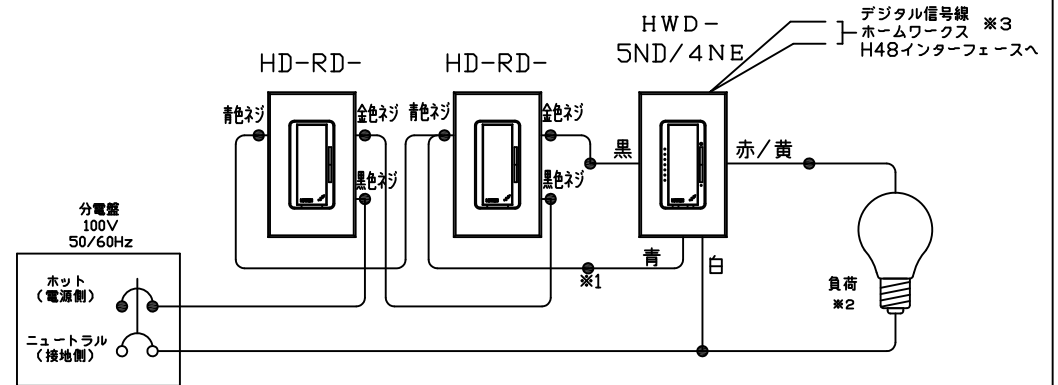 デジタル信号線
ホームワークス ※3
H48インターフェースへ
HWD-
5ND/4NE
HD-RD-
HD-RD-
青色ネジ
金色ネジ
青色ネジ
金色ネジ
黒
赤/黄
黒色ネジ
黒色ネジ
分電盤
100V
50/60Hz
青
白
※1
ホット
(電源側)
負荷
※2
ニュートラル
(接地側)